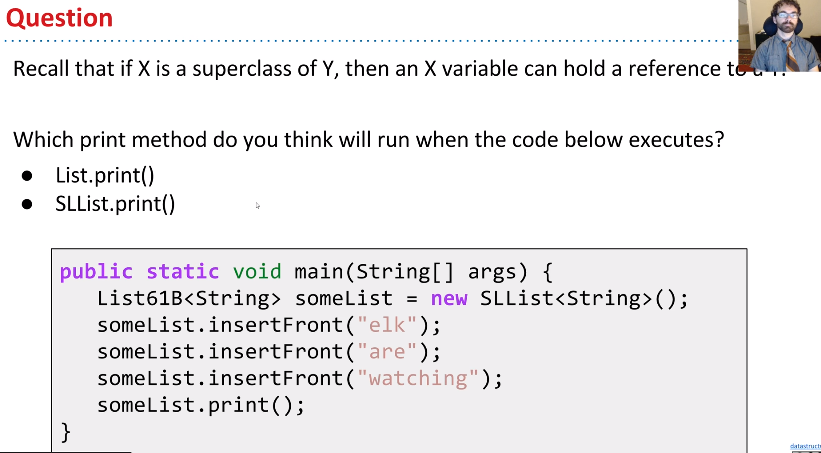 Question
Recall that if X is a superclass of Y, then an X variable can hold a reference to a Y.
Which print method do you think will run when the code below executes?
● List.print()
● SLList.print()
public static void main(String[] args) {
List61B<String> someList = new SLList<String>();
someList.insertFront("elk");
someList.insertFront("are");
someList.insertFront("watching");
someList.print();
}
datastruct